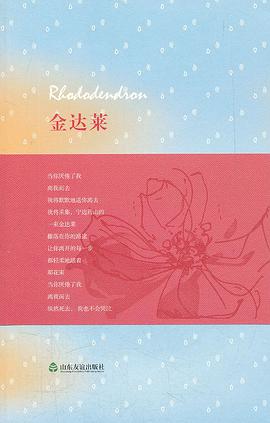 Rhododendron
金达莱
当你厌倦了我
离我而去
我将默默地送你离去
我将采集，宁边药山的
一束金达莱
撒落在你的路途
让你离开的每一步
都轻柔地踏着
那花束
当你厌倦了我
离我而去
纵然死去，我也不会哭泣
山东友谊出版社